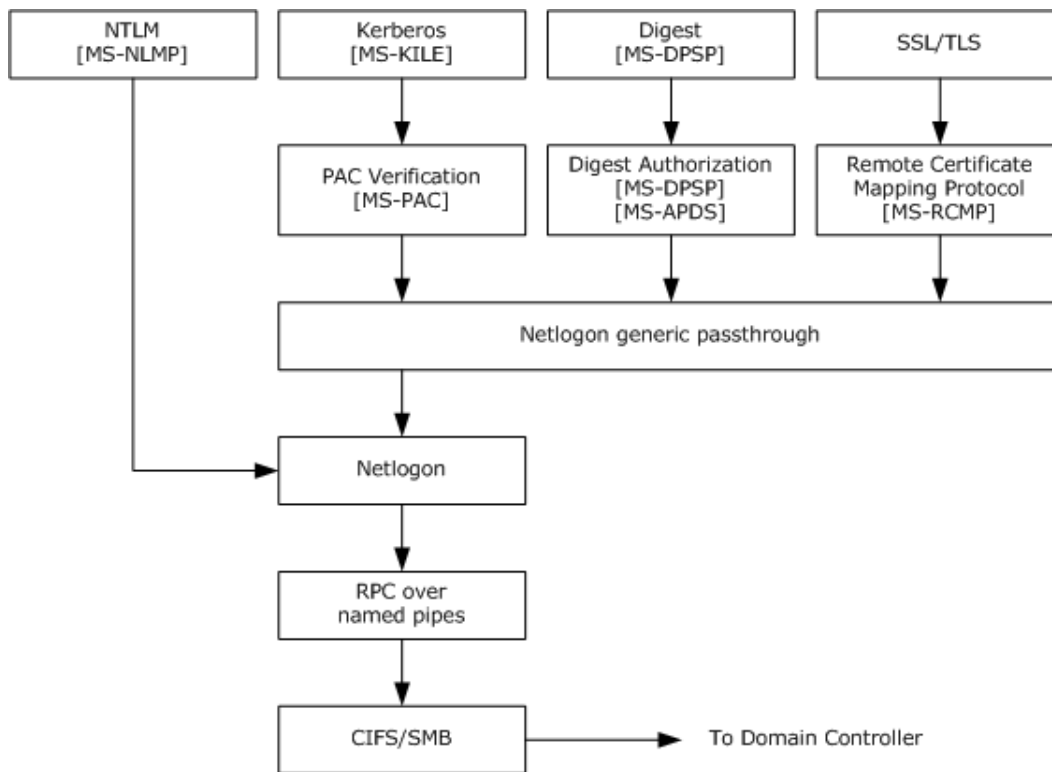 NTLM
[MS-NLMP]
Kerberos
[MS-KILE]
Digest
[MS-DPSP]
SSL/TLS
PAC Verification
[MS-PAC]
Digest Authorization
[MS-DPSP]
[MS-APDS]
Remote Certificate
Mapping Protocol
[MS-RCMP]
Netlogon generic passthrough
Netlogon
RPC over
named pipes
CIFS/SMB
To Domain Controller